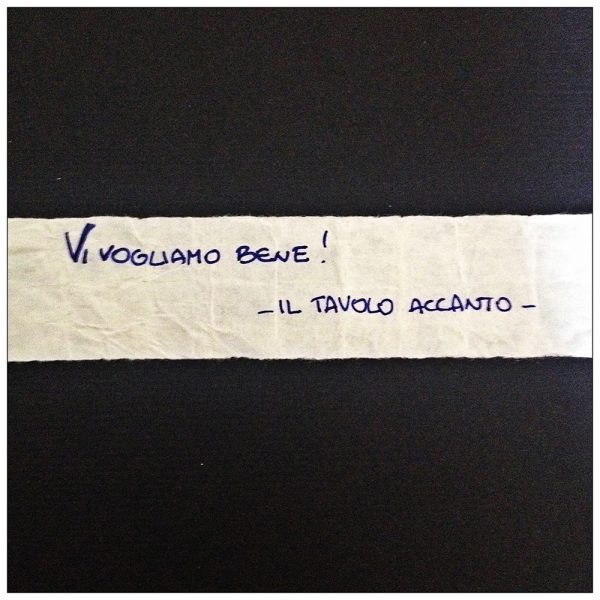 Vi VOGLIAMO BENE!
- IL TAVOLO ACCANTO -